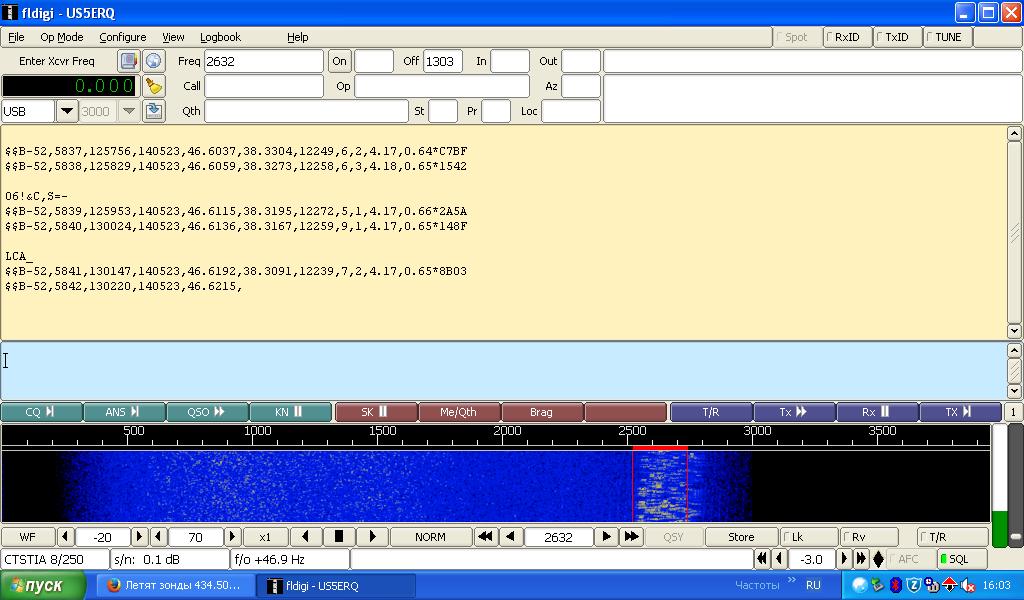 fldigi - US5ERQ
File Op Mode Configure View Logbook Help Spot RxID TxID TUNE
Enter Xcvr Freq Freq 2632 On Off 1303 In Out
0.000 Call Op Az
USB 3000 Qth St Pr Loc
$$B-52,5837,125756,140523,46.6037,38.3304,12249,6,2,4.17,0.64*C7BF
$$B-52,5838,125829,140523,46.6059,38.3273,12258,6,3,4.18,0.65*1542
06!&C,S=-
$$B-52,5839,125953,140523,46.6115,38.3195,12272,5,1,4.17,0.66*2A5A
$$B-52,5840,130024,140523,46.6136,38.3167,12259,9,1,4.17,0.65*148F
LCA_
$$B-52,5841,130147,140523,46.6192,38.3091,12239,7,2,4.17,0.65*8B03
$$B-52,5842,130220,140523,46.6215,
CQ ANS QSO KN SK Me/Qth Brag T/R Tx Rx TX 1
500 1000 1500 2000 2500 3000 3500
WF -20 70 x1 NORM 2632 QSY Store Lk Rv T/R
CTSTIA 8/250 s/n: 0.1 dB f/o +46.9 Hz -3.0 AFC SQL
пуск Летят зонды 434.50... fldigi - US5ERQ Частоты » RU 16:03